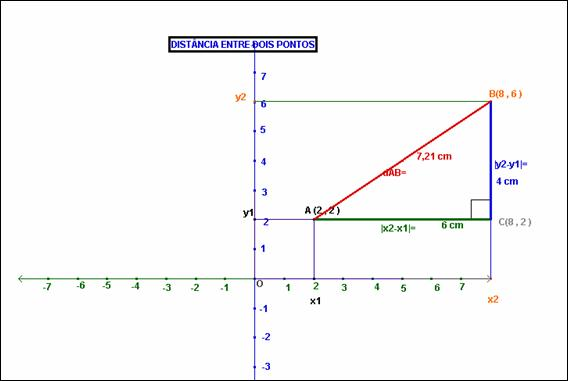 DISTÂNCIA ENTRE DOIS PONTOS
7
y2
B(8,6)
6
5
4
7,21 cm
|y2-y1|=
dAB=
4 cm
3
y1
A (2, 2)
2
C(8, 2)
|x2-x1|=
6 cm
1
O
-7 -6 -5 -4 -3 -2 -1 1 2 3 4 5 6 7
x1
x2
-1
-2
-3